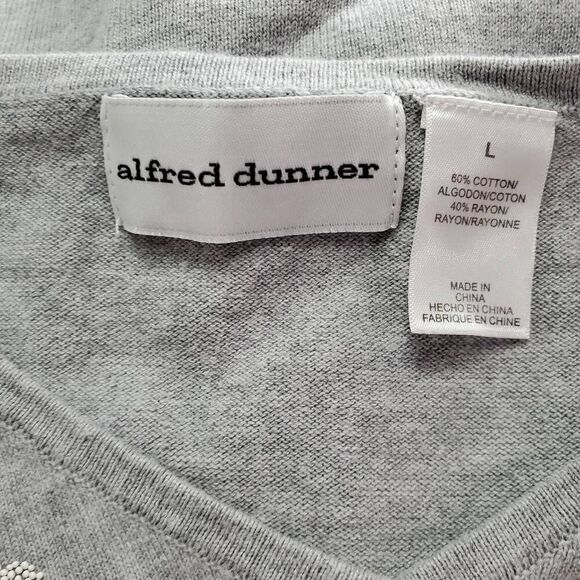 alfred dunner
L
60% COTTON/
ALGODON/COTON
40% RAYON/
RAYON/RAYONNE
MADE IN
CHINA
HECHO EN CHINA
FABRIQUE EN CHINE